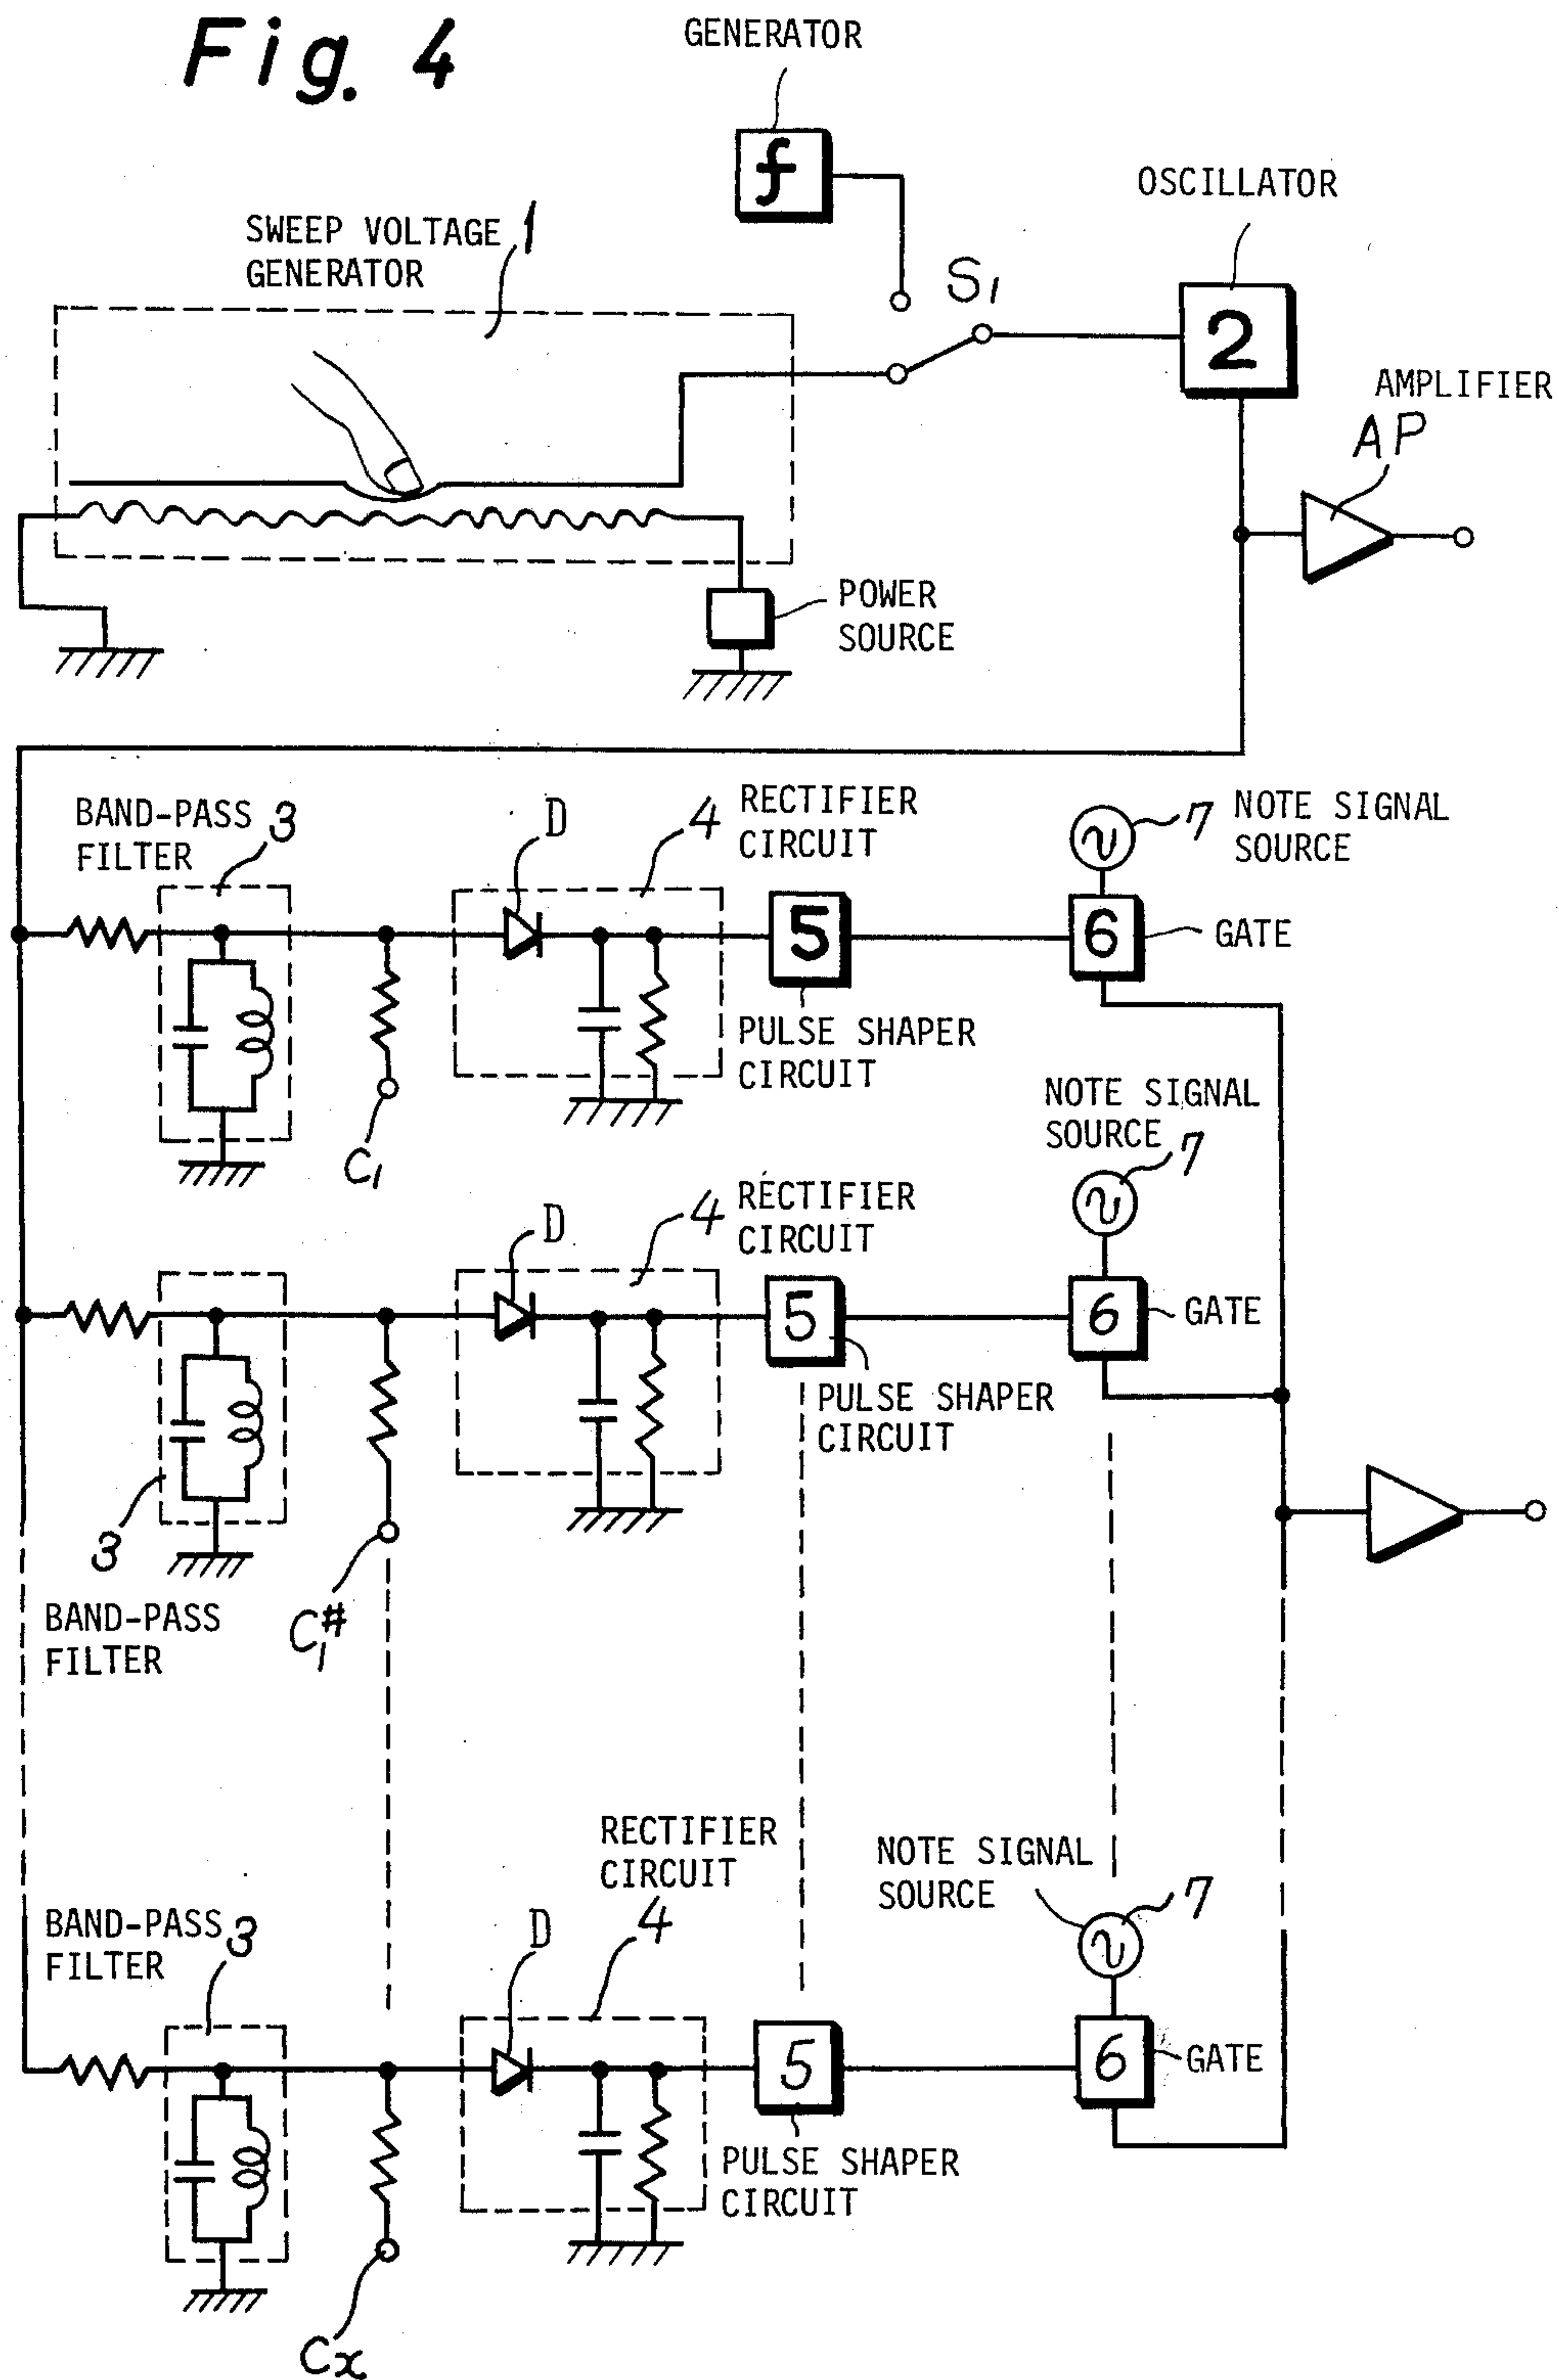 Fig. 4
GENERATOR
f
OSCILLATOR
SWEEP VOLTAGE 1
GENERATOR
S1
2
AMPLIFIER
AP
POWER
SOURCE
BAND-PASS 3
FILTER
D
4 RECTIFIER
CIRCUIT
7 NOTE SIGNAL
SOURCE
5
6
GATE
PULSE SHAPER
CIRCUIT
C1
NOTE SIGNAL
SOURCE 7
D
4 RECTIFIER
CIRCUIT
5
6
GATE
PULSE SHAPER
CIRCUIT
3
BAND-PASS
FILTER
C1#
RECTIFIER
CIRCUIT
4
NOTE SIGNAL
SOURCE
7
BAND-PASS 3
FILTER
D
5
6
GATE
PULSE SHAPER
CIRCUIT
Cx